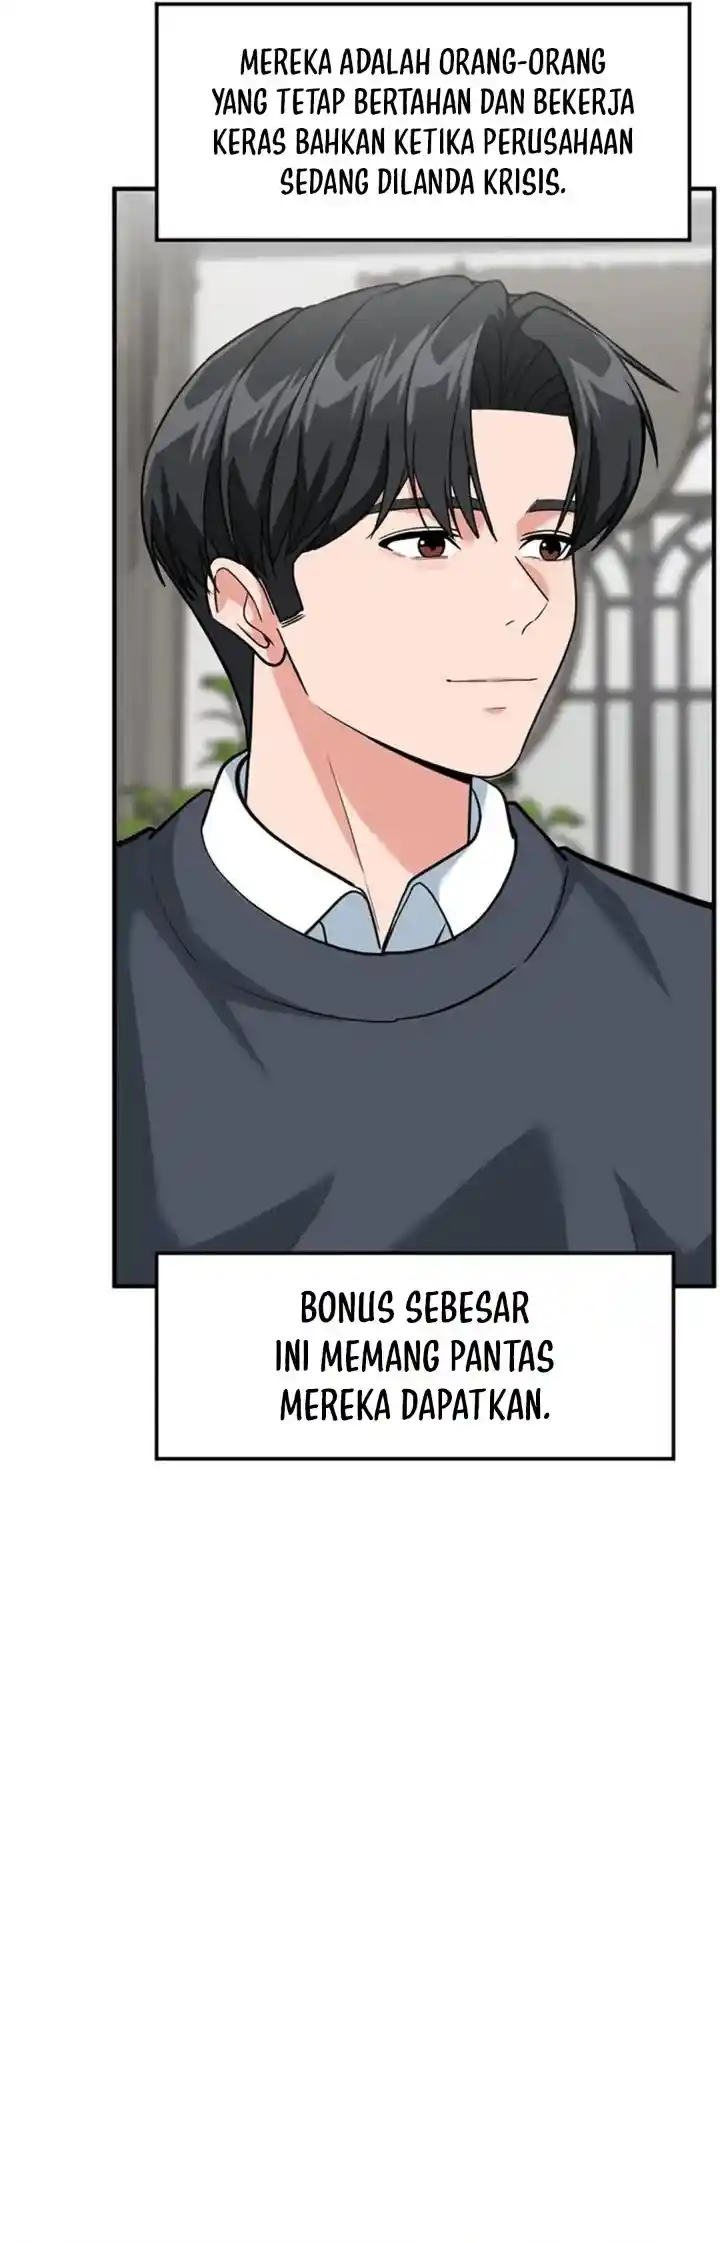 MEREKA ADALAH ORANG-ORANG
YANG TETAP BERTAHAN DAN BEKERJA
KERAS BAHKAN KETIKA PERUSAHAAN
SEDANG DILANDA KRISIS.
BONUS SEBESAR
INI MEMANG PANTAS
MEREKA DAPATKAN.